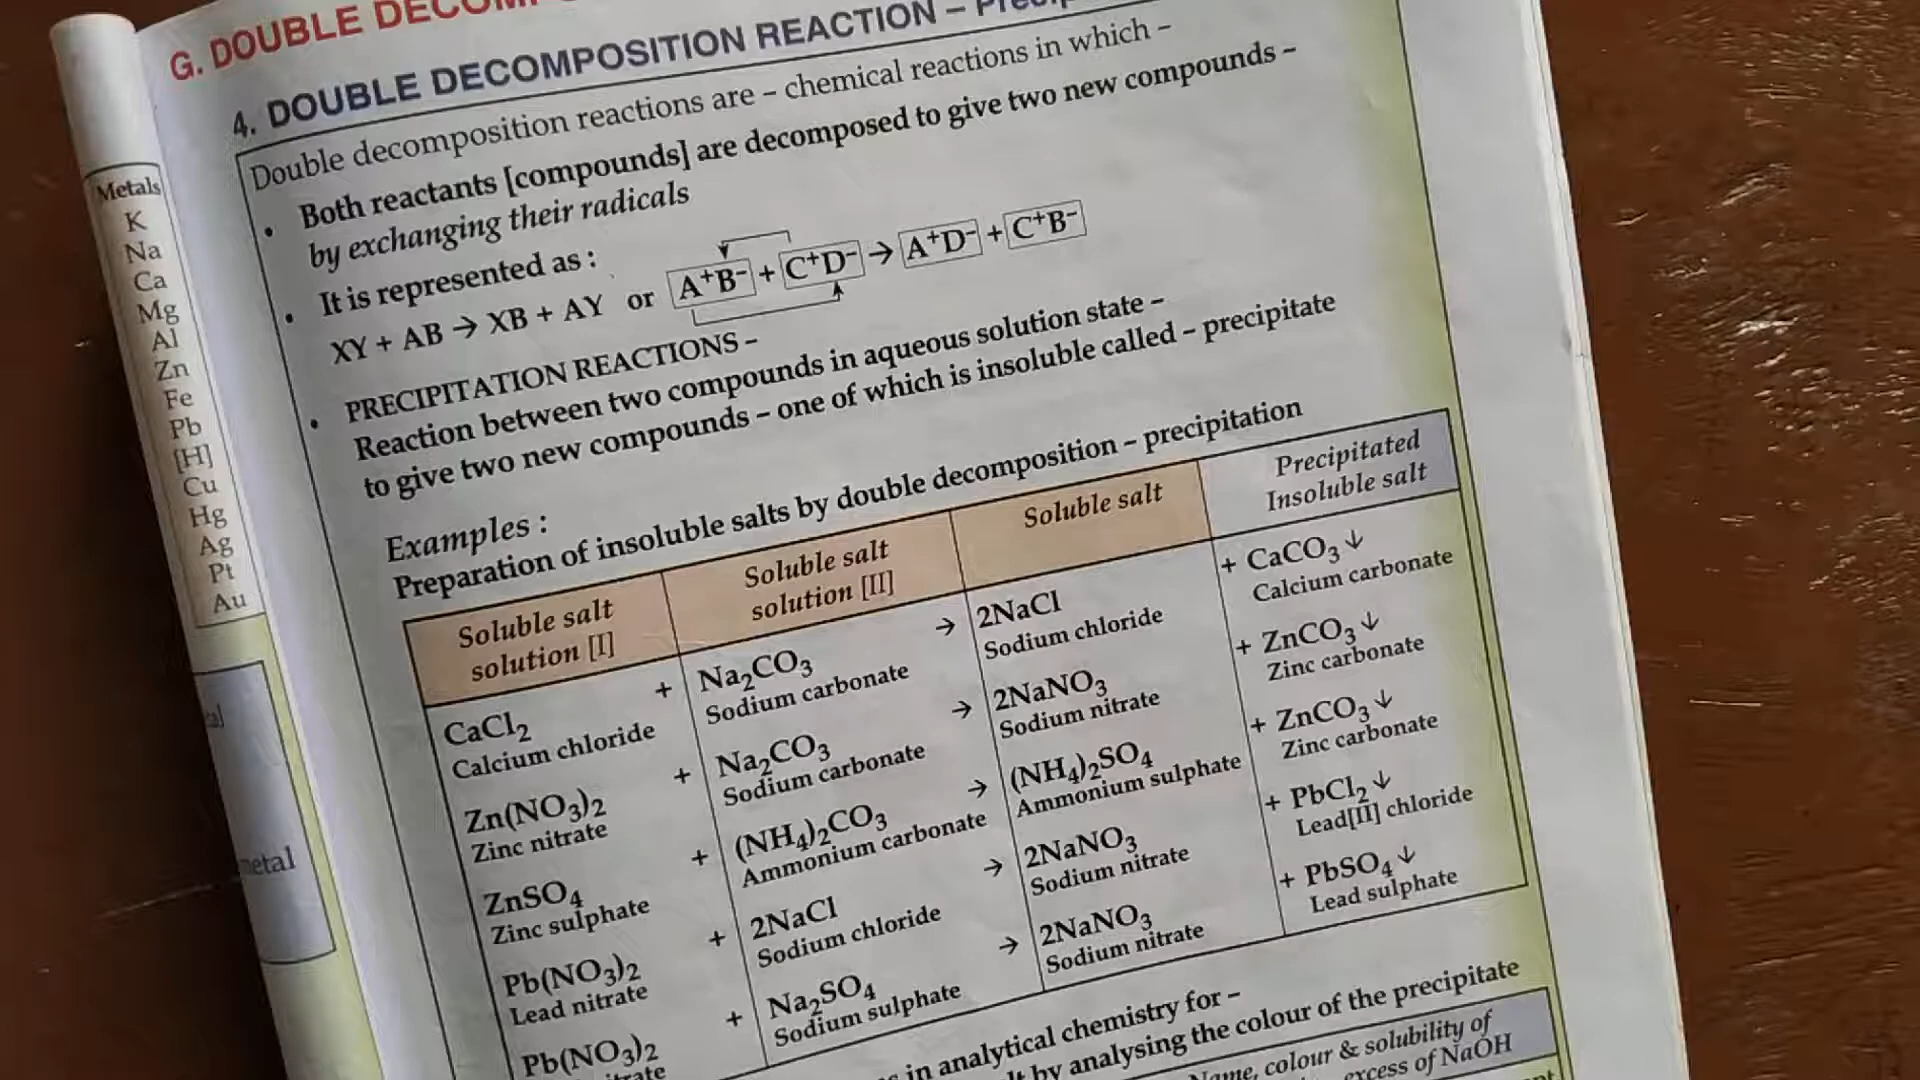 G. DOUBLE
4. DOUBLE DECOMPOSITION REACTION –
Double decomposition reactions are – chemical reactions in which –
• Both reactants [compounds] are decomposed to give two new compounds –
by exchanging their radicals
• It is represented as :
XY + AB → XB + AY or A⁺B⁻ + C⁺D⁻ → A⁺D⁻ + C⁺B⁻
• PRECIPITATION REACTIONS –
Reaction between two compounds in aqueous solution state –
to give two new compounds – one of which is insoluble called – precipitate
Examples :
Preparation of insoluble salts by double decomposition – precipitation
Soluble salt solution [I] Soluble salt solution [II] Soluble salt Precipitated Insoluble salt
CaCl₂ + Na₂CO₃ → 2NaCl + CaCO₃↓
Calcium chloride Sodium carbonate Sodium chloride Calcium carbonate
Zn(NO₃)₂ + Na₂CO₃ → 2NaNO₃ + ZnCO₃↓
Zinc nitrate Sodium carbonate Sodium nitrate Zinc carbonate
ZnSO₄ + (NH₄)₂CO₃ → (NH₄)₂SO₄ + ZnCO₃↓
Zinc sulphate Ammonium carbonate Ammonium sulphate Zinc carbonate
Pb(NO₃)₂ + 2NaCl → 2NaNO₃ + PbCl₂↓
Lead nitrate Sodium chloride Sodium nitrate Lead[II] chloride
Pb(NO₃)₂ + Na₂SO₄ → 2NaNO₃ + PbSO₄↓
Sodium sulphate Sodium nitrate Lead sulphate
in analytical chemistry for –
by analysing the colour of the precipitate
colour & solubility of
excess of NaOH
Metals
K
Na
Ca
Mg
Al
Zn
Fe
Pb
[H]
Cu
Hg
Ag
Pt
Au